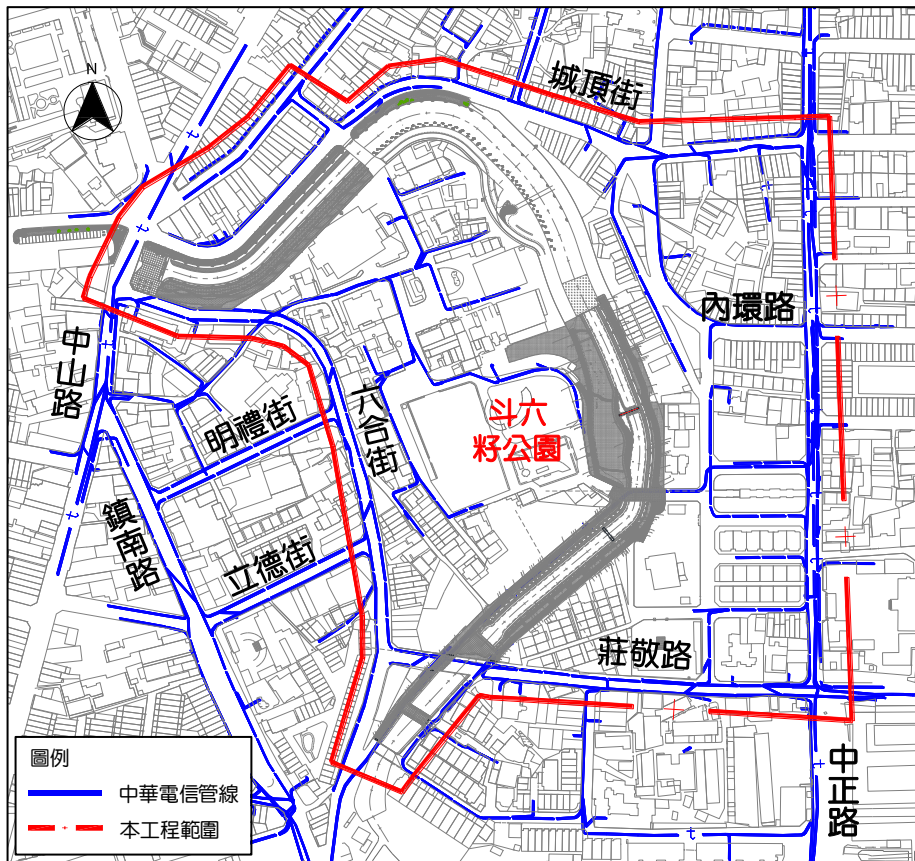 N
城頂街
t
t
內環路
中山路
六合街
斗六
籽公園
明禮街
鎮南路
t
立德街
莊敬路
圖例
中華電信管線
本工程範圍
中正路
t
t